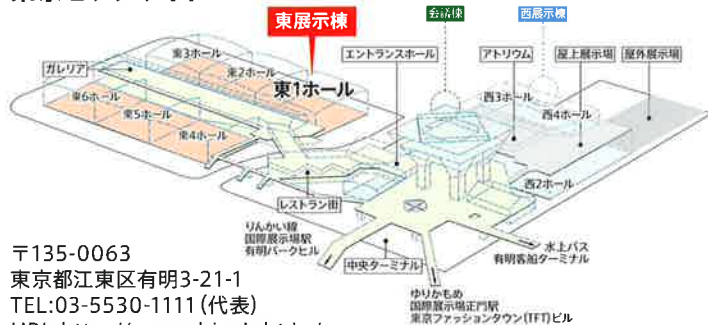 東展示棟
会議棟
西展示棟
東3ホール
エントランスホール
アトリウム
屋上展示場
屋外展示場
ガレリア
東2ホール
東1ホール
西3ホール
東6ホール
東5ホール
西4ホール
東4ホール
西2ホール
レストラン街
りんかい線
国際展示場駅
有明パークヒル
水上バス
有明客船ターミナル
中央ターミナル
ゆりかもめ
国際展示場正門駅
東京ファッションタウン(TFT)ビル
〒135-0063
東京都江東区有明3-21-1
TEL:03-5530-1111(代表)